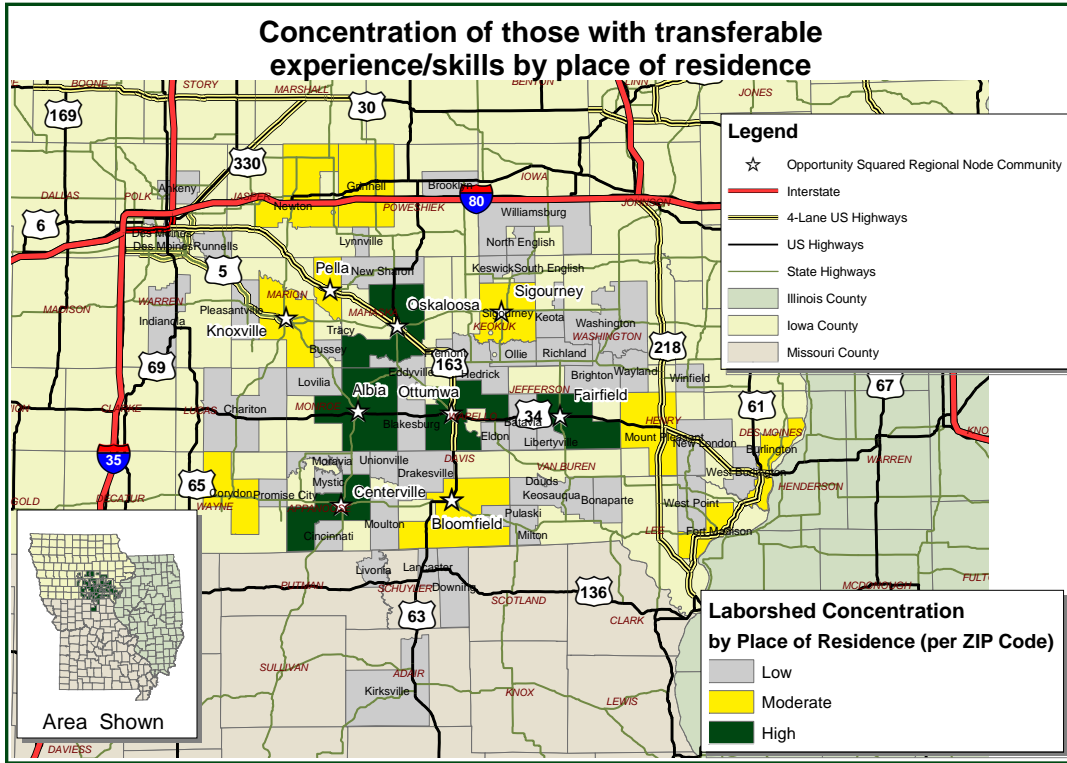 Concentration of those with transferable
experience/skills by place of residence
BOONE
STORY
MARSHALL
BENTON
LINN
JONES
169
30
330
Legend
Opportunity Squared Regional Node Community
Interstate
4-Lane US Highways
US Highways
State Highways
Illinois County
Iowa County
Missouri County
DALLAS
POLK
Ankeny
JASPER
Newton
Grinnell
POWESHIEK
Brooklyn
IOWA
80
JOHNSON
6
Des Moines
Des Moines
Runnells
Lynnville
Williamsburg
North English
5
Pella
New Sharon
Keswick
South English
MADISON
WARREN
Indianola
Pleasantville
MARION
Knoxville
Tracy
MAHASKA
Oskaloosa
Sigourney
Sigourney
KEOKUK
Keota
Washington
WASHINGTON
69
Bussey
Fremont
163
Ollie
Richland
218
Eddyville
Hedrick
Brighton
Wayland
Winfield
67
Lovilia
Albia
Ottumwa
JEFFERSON
Fairfield
61
CLARKE
LUCAS
Chariton
MONROE
Blakesburg
WAPELLO
34
Batavia
HENRY
DES MOINES
Eldon
Libertyville
Mount Pleasant
New London
Burlington
35
65
Moravia
Unionville
DAVIS
VAN BUREN
West Burlington
WARREN
Mystic
Drakesville
Douds
HENDERSON
DECATUR
WAYNE
Corydon
Promise City
Centerville
APPANOOSE
Keosauqua
Bonaparte
West Point
Bloomfield
Pulaski
LEE
Fort Madison
Cincinnati
Moulton
Milton
Livonia
Lancaster
PUTNAM
SCHUYLER
Downing
SCOTLAND
136
MCDONOUGH
63
CLARK
SULLIVAN
ADAIR
Kirksville
KNOX
LEWIS
DAVIESS
Area Shown
Laborshed Concentration
by Place of Residence (per ZIP Code)
Low
Moderate
High